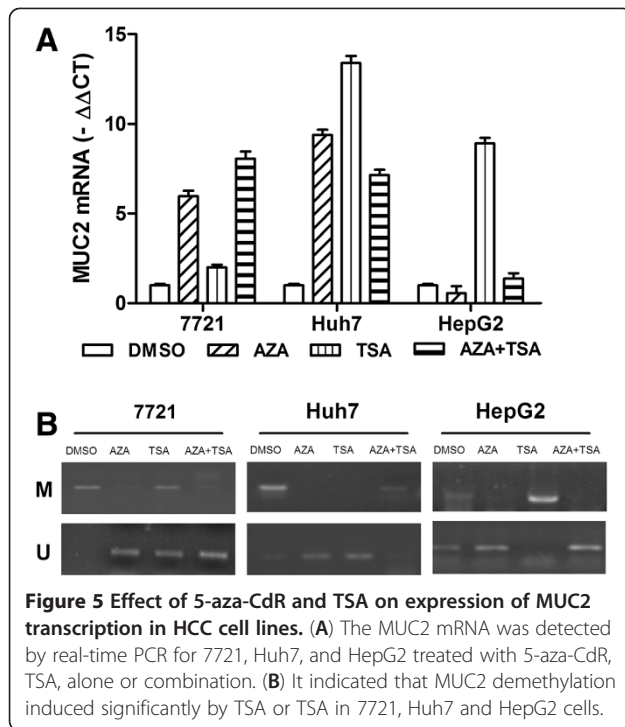 A
15
10
5
0
MUC2 mRNA (- ΔΔCT)
7721 Huh7 HepG2
DMSO AZA TSA AZA+TSA
B
7721 Huh7 HepG2
DMSO AZA TSA AZA+TSA DMSO AZA TSA AZA+TSA DMSO AZA TSA AZA+TSA
M
U
Figure 5 Effect of 5-aza-CdR and TSA on expression of MUC2
transcription in HCC cell lines. (A) The MUC2 mRNA was detected
by real-time PCR for 7721, Huh7, and HepG2 treated with 5-aza-CdR,
TSA, alone or combination. (B) It indicated that MUC2 demethylation
induced significantly by TSA or TSA in 7721, Huh7 and HepG2 cells.